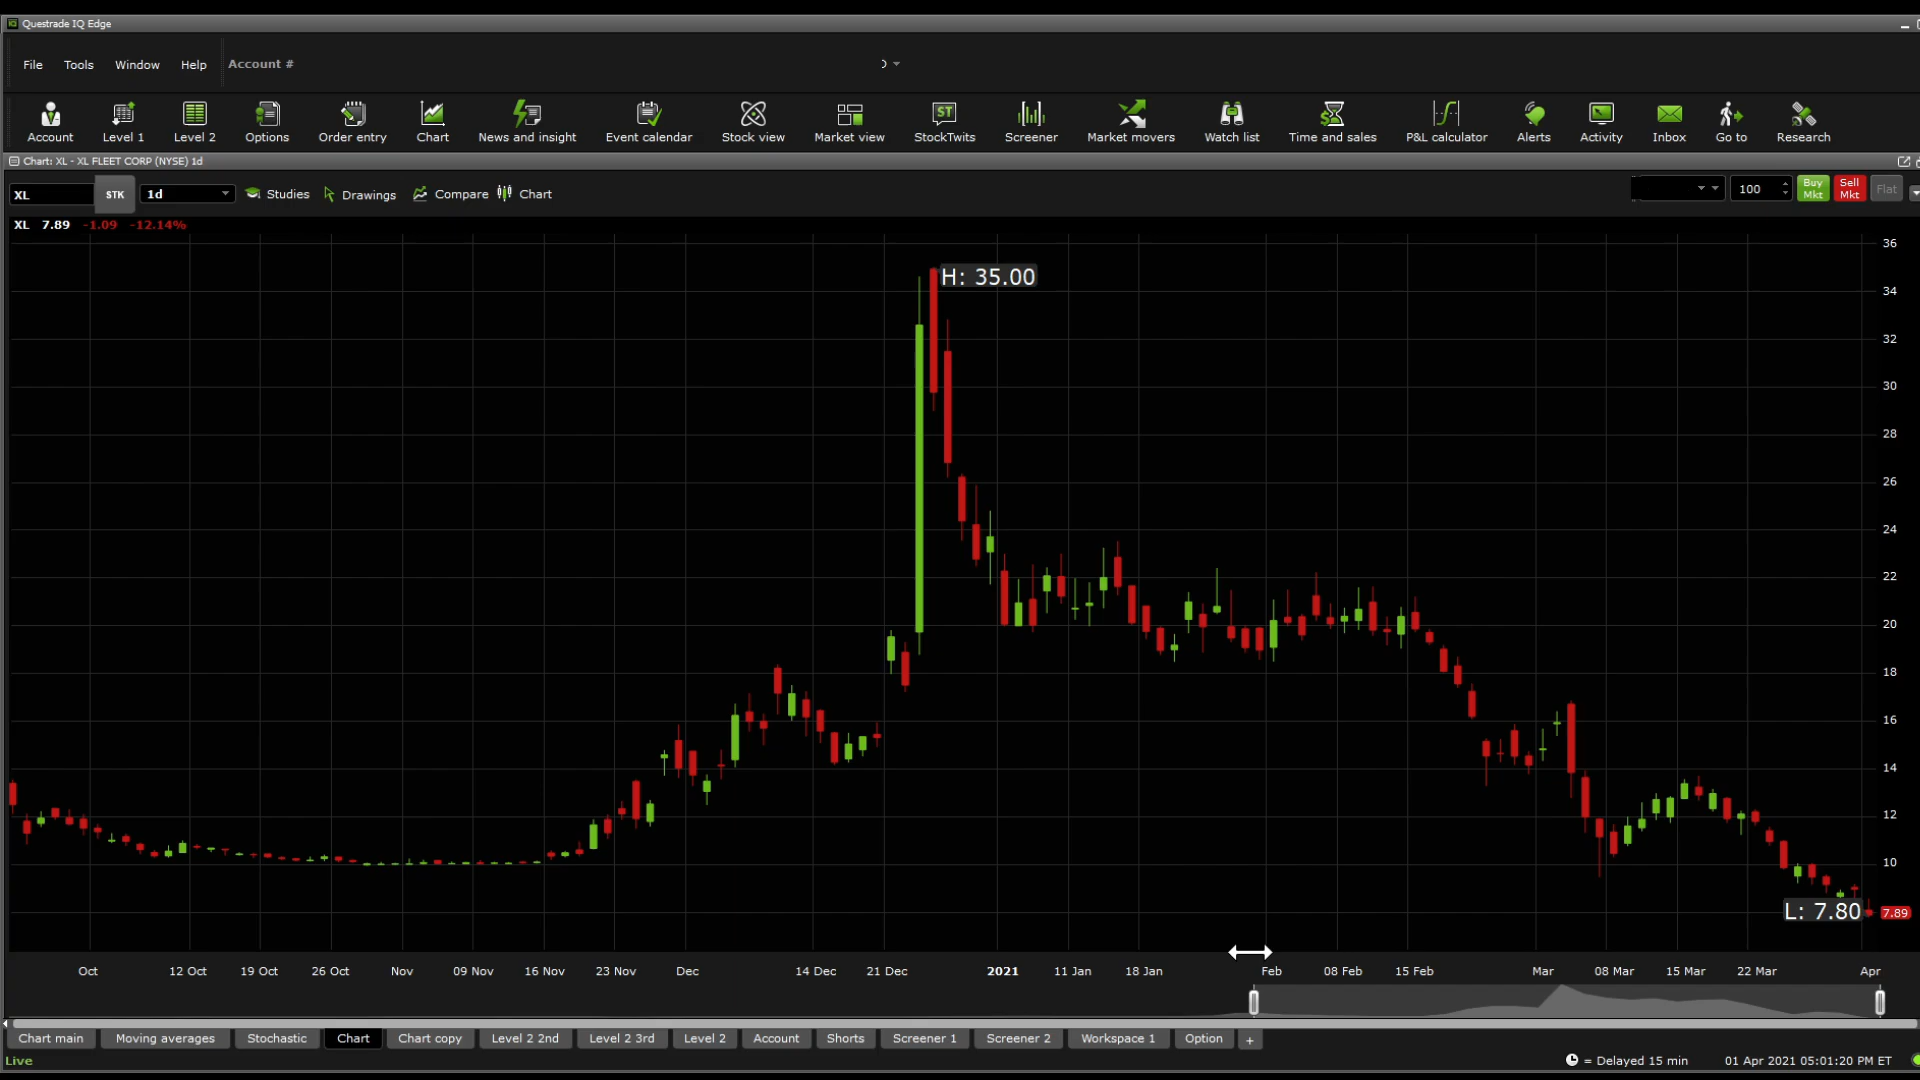 Questrade IQ Edge
File Tools Window Help Account #
Account Level 1 Level 2 Options Order entry Chart News and insight Event calendar Stock view Market view StockTwits Screener Market movers Watch list Time and sales P&L calculator Alerts Activity Inbox Go to Research
Chart: XL - XL FLEET CORP (NYSE) 1d
XL STK 1d Studies Drawings Compare Chart 100 Buy Mkt Sell Mkt Flat
XL 7.89 -1.09 -12.14%
36
H: 35.00
34
32
30
28
26
24
22
20
18
16
14
12
10
L: 7.80 7.89
Oct 12 Oct 19 Oct 26 Oct Nov 09 Nov 16 Nov 23 Nov Dec 14 Dec 21 Dec 2021 11 Jan 18 Jan Feb 08 Feb 15 Feb Mar 08 Mar 15 Mar 22 Mar Apr
Chart main Moving averages Stochastic Chart Chart copy Level 2 2nd Level 2 3rd Level 2 Account Shorts Screener 1 Screener 2 Workspace 1 Option +
Live = Delayed 15 min 01 Apr 2021 05:01:20 PM ET